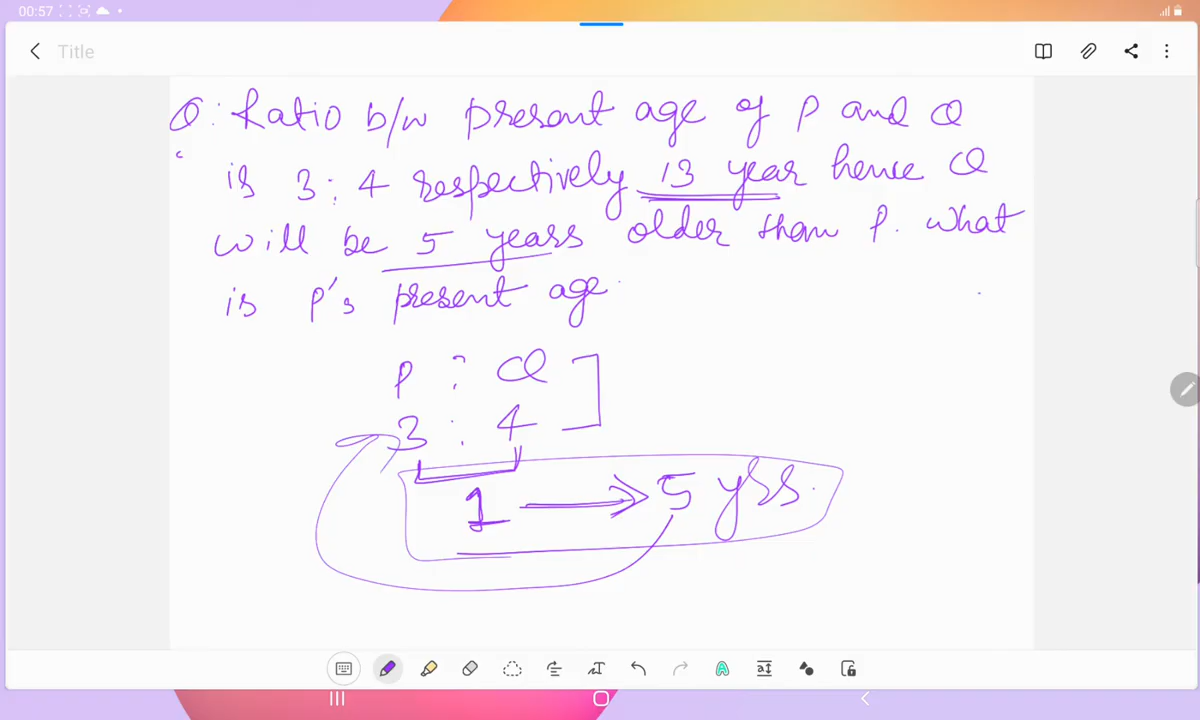 00:57
Title
Q: Ratio b/w present age of P and Q
is 3:4 respectively 13 year hence Q
will be 5 years older than P. what
is P's present age
P : Q
3 : 4
1 → 5 yrs.